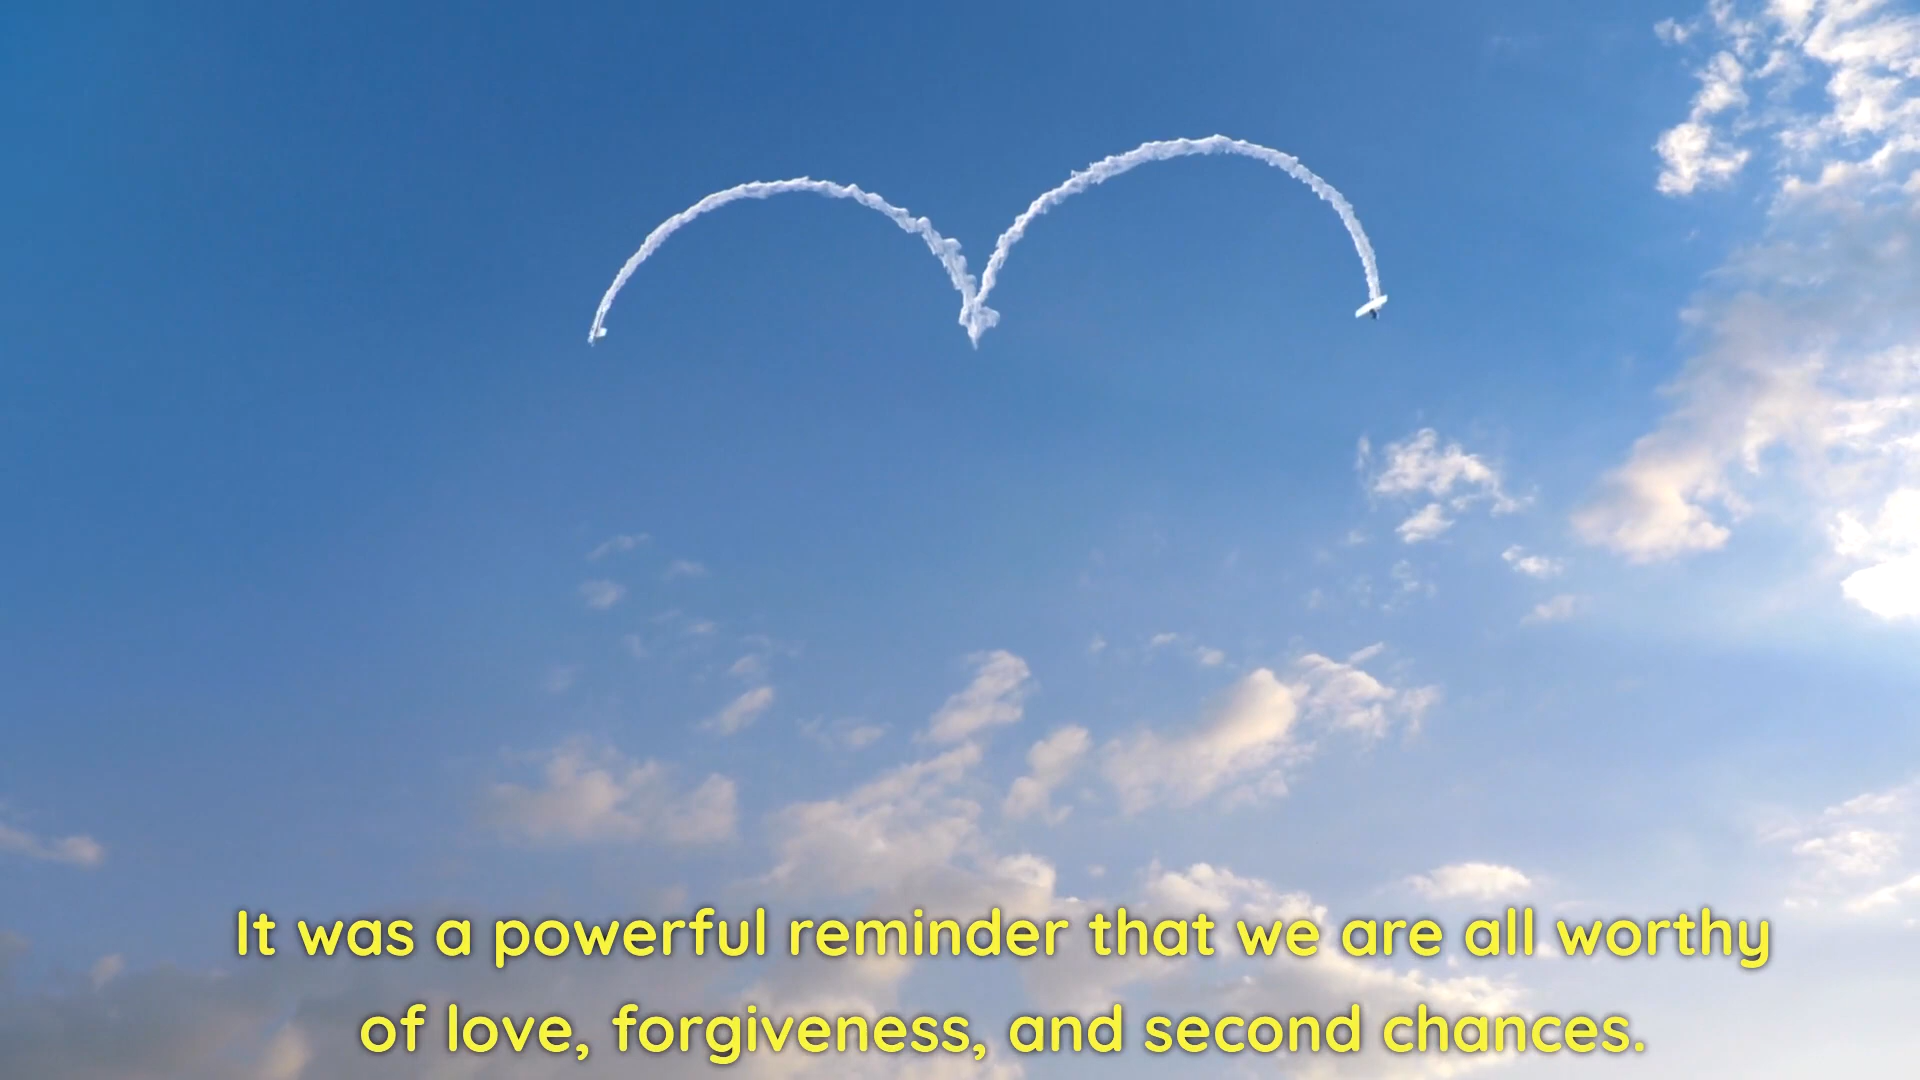 It was a powerful reminder that we are all worthy
of love, forgiveness, and second chances.